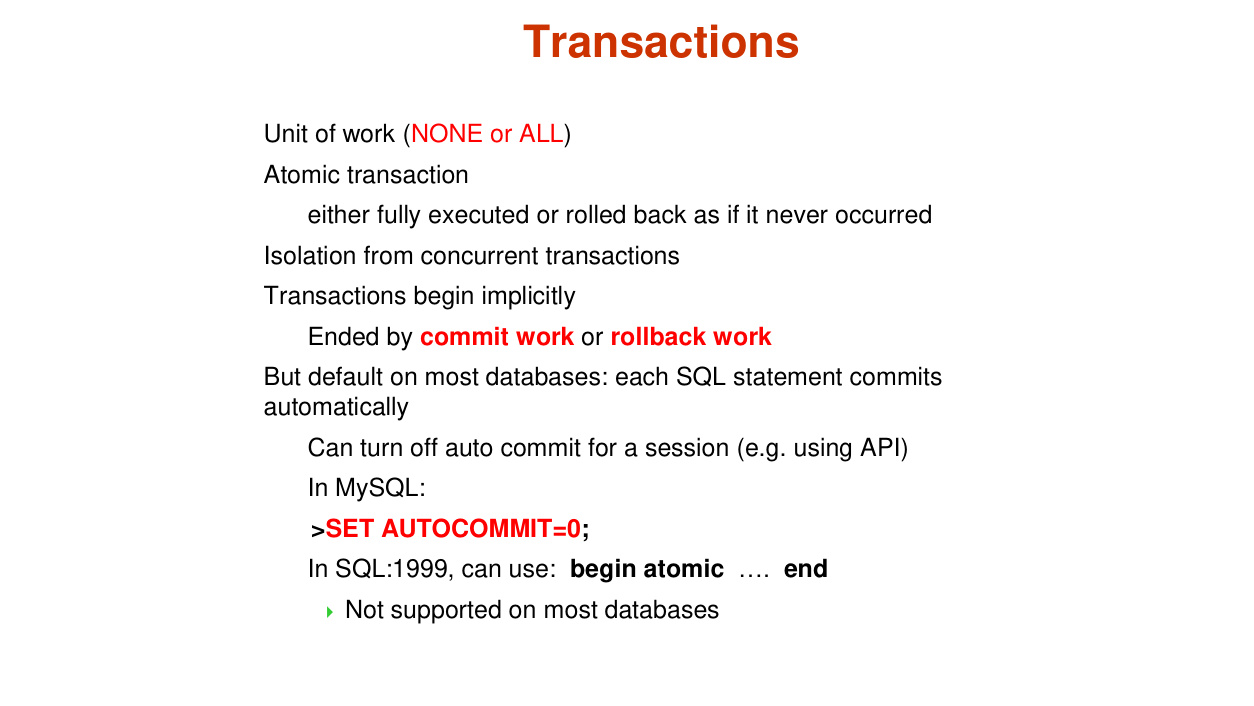 Transactions
Unit of work (NONE or ALL)
Atomic transaction
either fully executed or rolled back as if it never occurred
Isolation from concurrent transactions
Transactions begin implicitly
Ended by commit work or rollback work
But default on most databases: each SQL statement commits
automatically
Can turn off auto commit for a session (e.g. using API)
In MySQL:
>SET AUTOCOMMIT=0;
In SQL:1999, can use: begin atomic …. end
Not supported on most databases